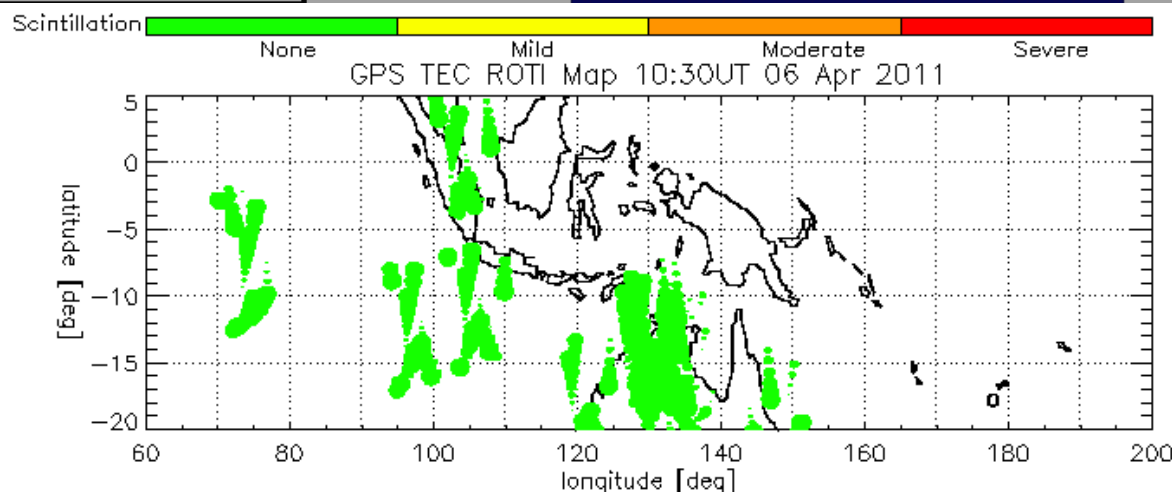 Scintillation
None Mild Moderate Severe
GPS TEC ROTI Map 10:30UT 06 Apr 2011
5
0
−5
−10
−15
−20
latitude [deg]
60 80 100 120 140 160 180 200
longitude [deg]